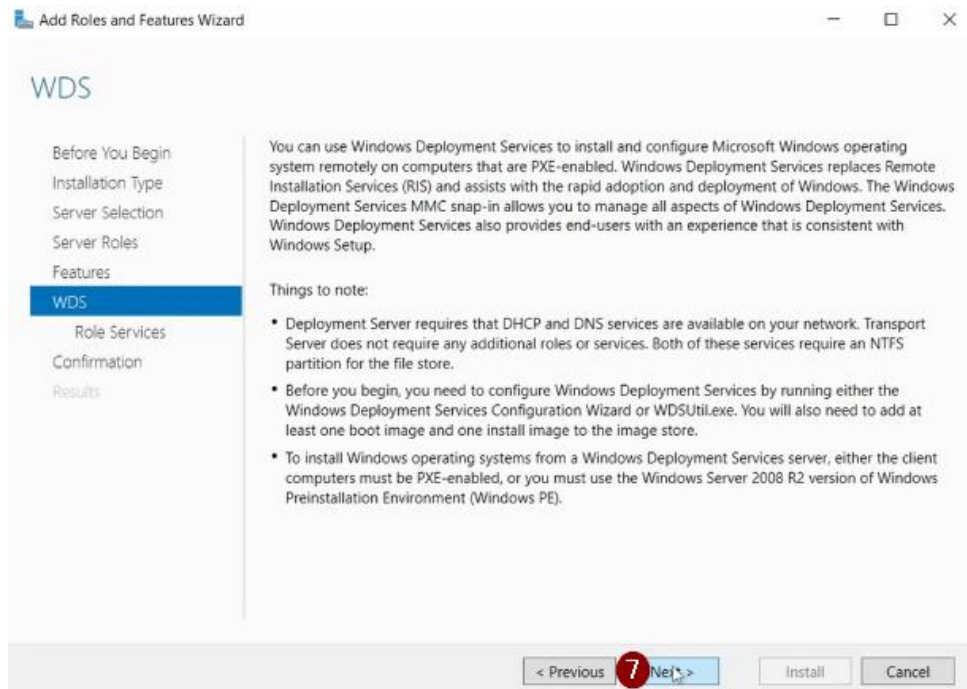 Add Roles and Features Wizard
WDS
Before You Begin
Installation Type
Server Selection
Server Roles
Features
WDS
Role Services
Confirmation
Results
You can use Windows Deployment Services to install and configure Microsoft Windows operating
system remotely on computers that are PXE-enabled. Windows Deployment Services replaces Remote
Installation Services (RIS) and assists with the rapid adoption and deployment of Windows. The Windows
Deployment Services MMC snap-in allows you to manage all aspects of Windows Deployment Services.
Windows Deployment Services also provides end-users with an experience that is consistent with
Windows Setup.
Things to note:
• Deployment Server requires that DHCP and DNS services are available on your network. Transport
Server does not require any additional roles or services. Both of these services require an NTFS
partition for the file store.
• Before you begin, you need to configure Windows Deployment Services by running either the
Windows Deployment Services Configuration Wizard or WDSUtil.exe. You will also need to add at
least one boot image and one install image to the image store.
• To install Windows operating systems from a Windows Deployment Services server, either the client
computers must be PXE-enabled, or you must use the Windows Server 2008 R2 version of Windows
Preinstallation Environment (Windows PE).
< Previous 7 Next > Install Cancel